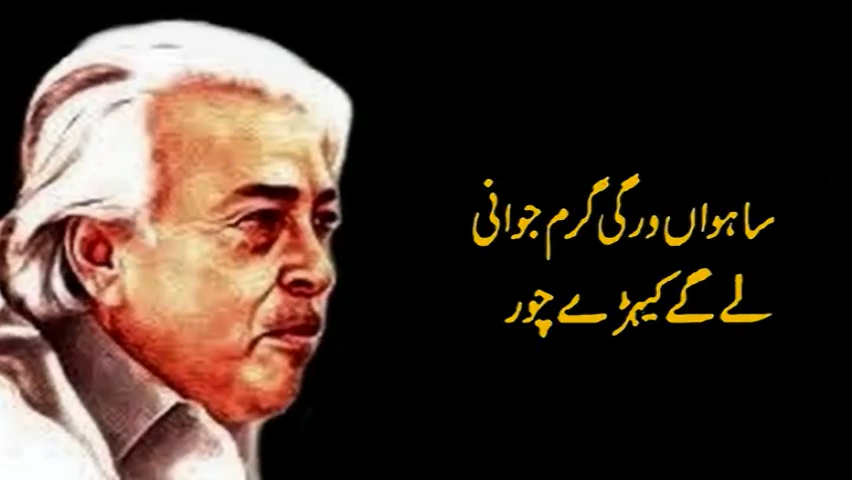 ساہواں ورگی گرم جوانی
لے گے کیہڑے چور